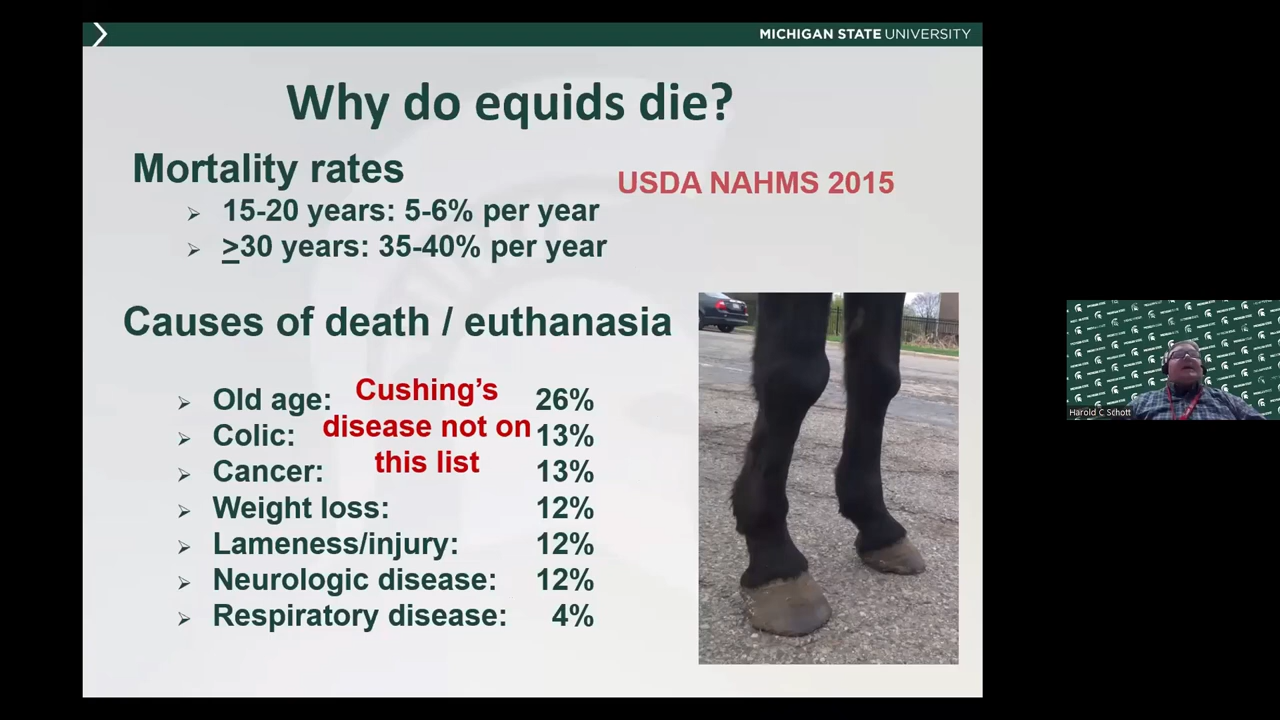 MICHIGAN STATE UNIVERSITY
Why do equids die?
Mortality rates
USDA NAHMS 2015
15-20 years: 5-6% per year
>30 years: 35-40% per year
Causes of death / euthanasia
Old age: 26%
Colic: 13%
Cancer: 13%
Weight loss: 12%
Lameness/injury: 12%
Neurologic disease: 12%
Respiratory disease: 4%
Cushing's
disease not on
this list
Harold C Schott